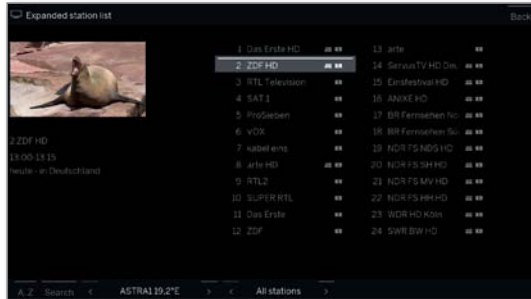 Expanded station list
Back
1 Das Erste HD
2 ZDF HD
3 RTL Television
4 SAT.1
5 ProSieben
6 VOX
7 kabel eins
8 arte HD
9 RTL2
10 SUPER RTL
11 Das Erste
12 ZDF
13 arte
14 ServusTV HD Deu
15 Einsfestival HD
16 ANIXE HD
17 BR Fernsehen No
18 BR Fernsehen Sü
19 NDR FS NDS HD
20 NDR FS SH HD
21 NDR FS MV HD
22 NDR FS HH HD
23 WDR HD Köln
24 SWR BW HD
2 ZDF HD
13:00-13:15
heute - in Deutschland
A..Z Search < ASTRA1 19,2°E > < All stations >